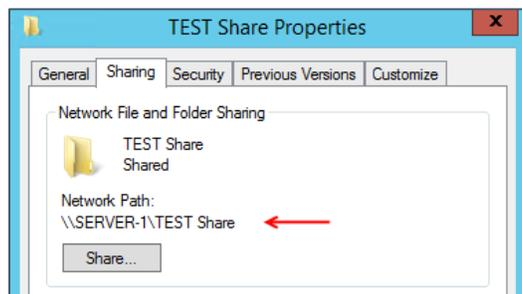 TEST Share Properties
x
General Sharing Security Previous Versions Customize
Network File and Folder Sharing
TEST Share
Shared
Network Path:
\\SERVER-1\TEST Share
Share...